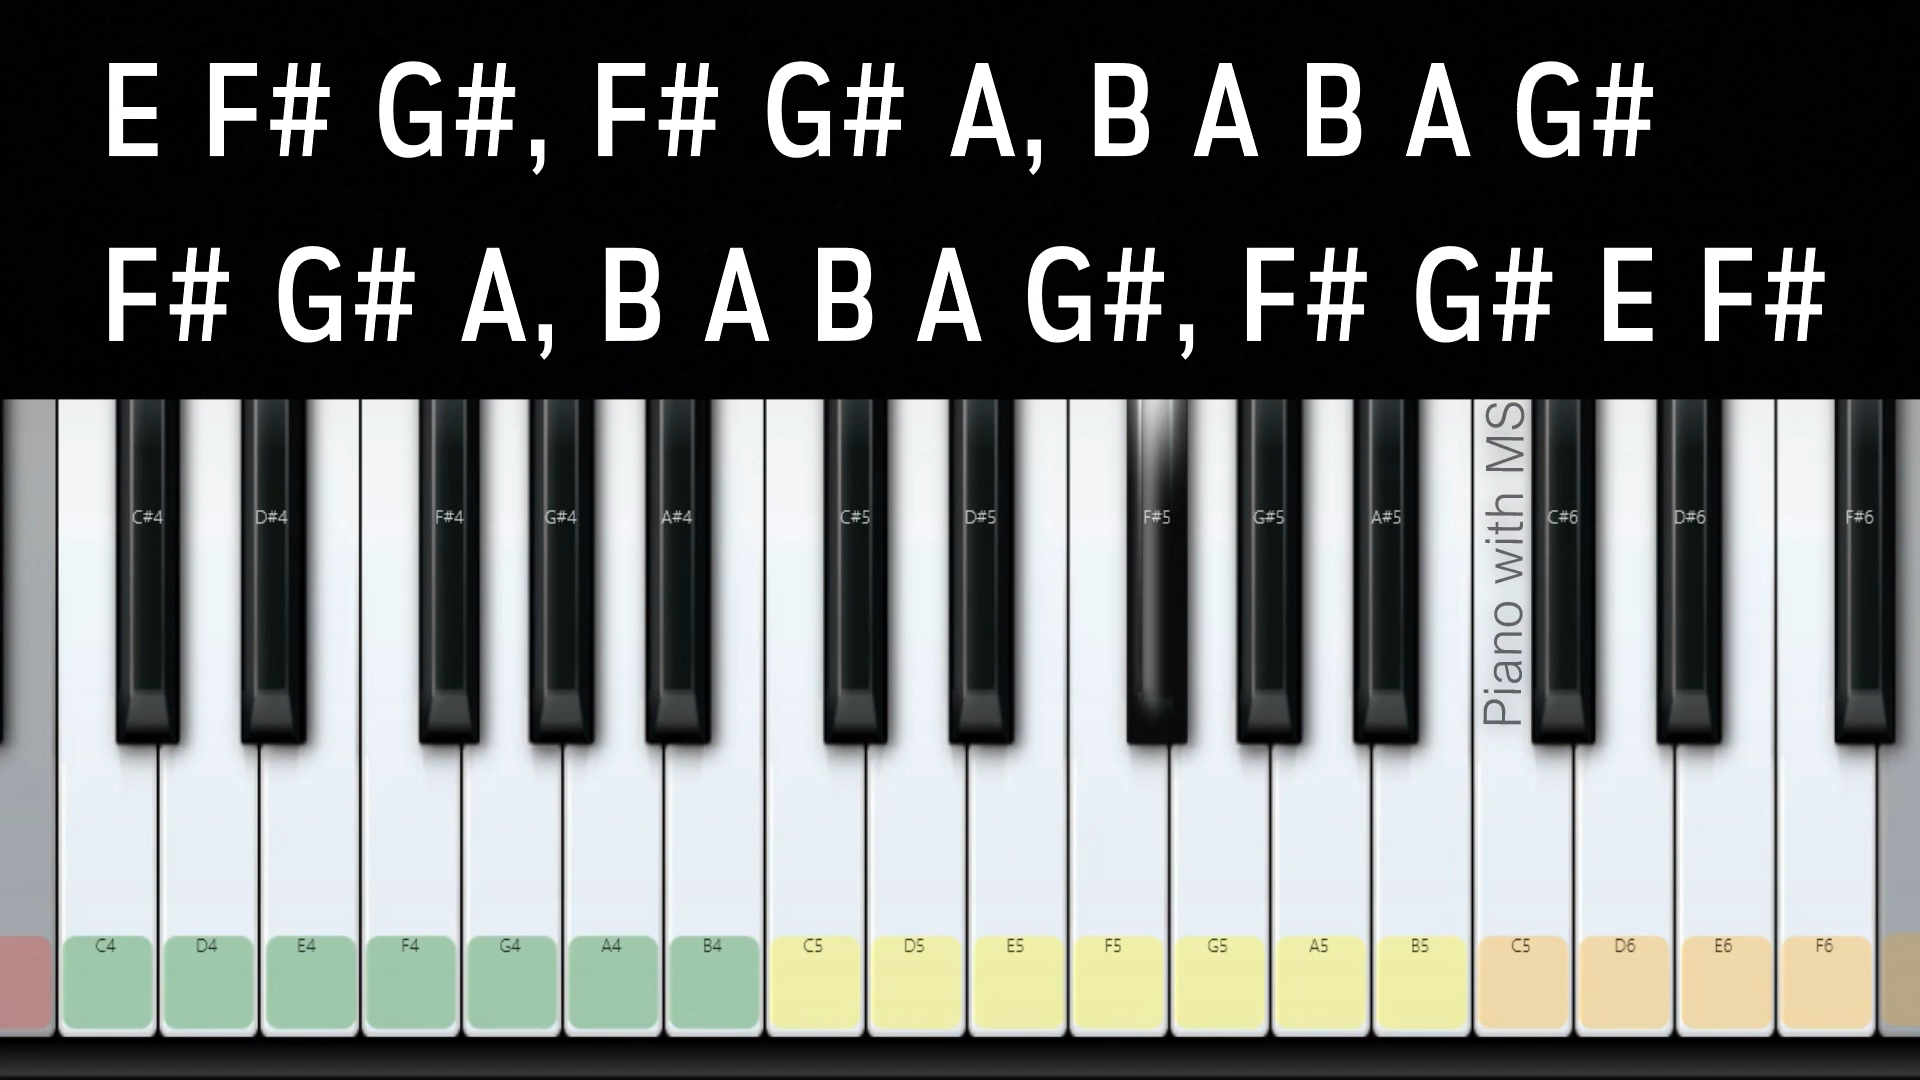 E F# G#, F# G# A, B A B A G#
F# G# A, B A B A G#, F# G# E F#
C#4 D#4 F#4 G#4 A#4 C#5 D#5 F#5 G#5 A#5 C#6 D#6 F#6
Piano with MS
C4 D4 E4 F4 G4 A4 B4 C5 D5 E5 F5 G5 A5 B5 C5 D6 E6 F6